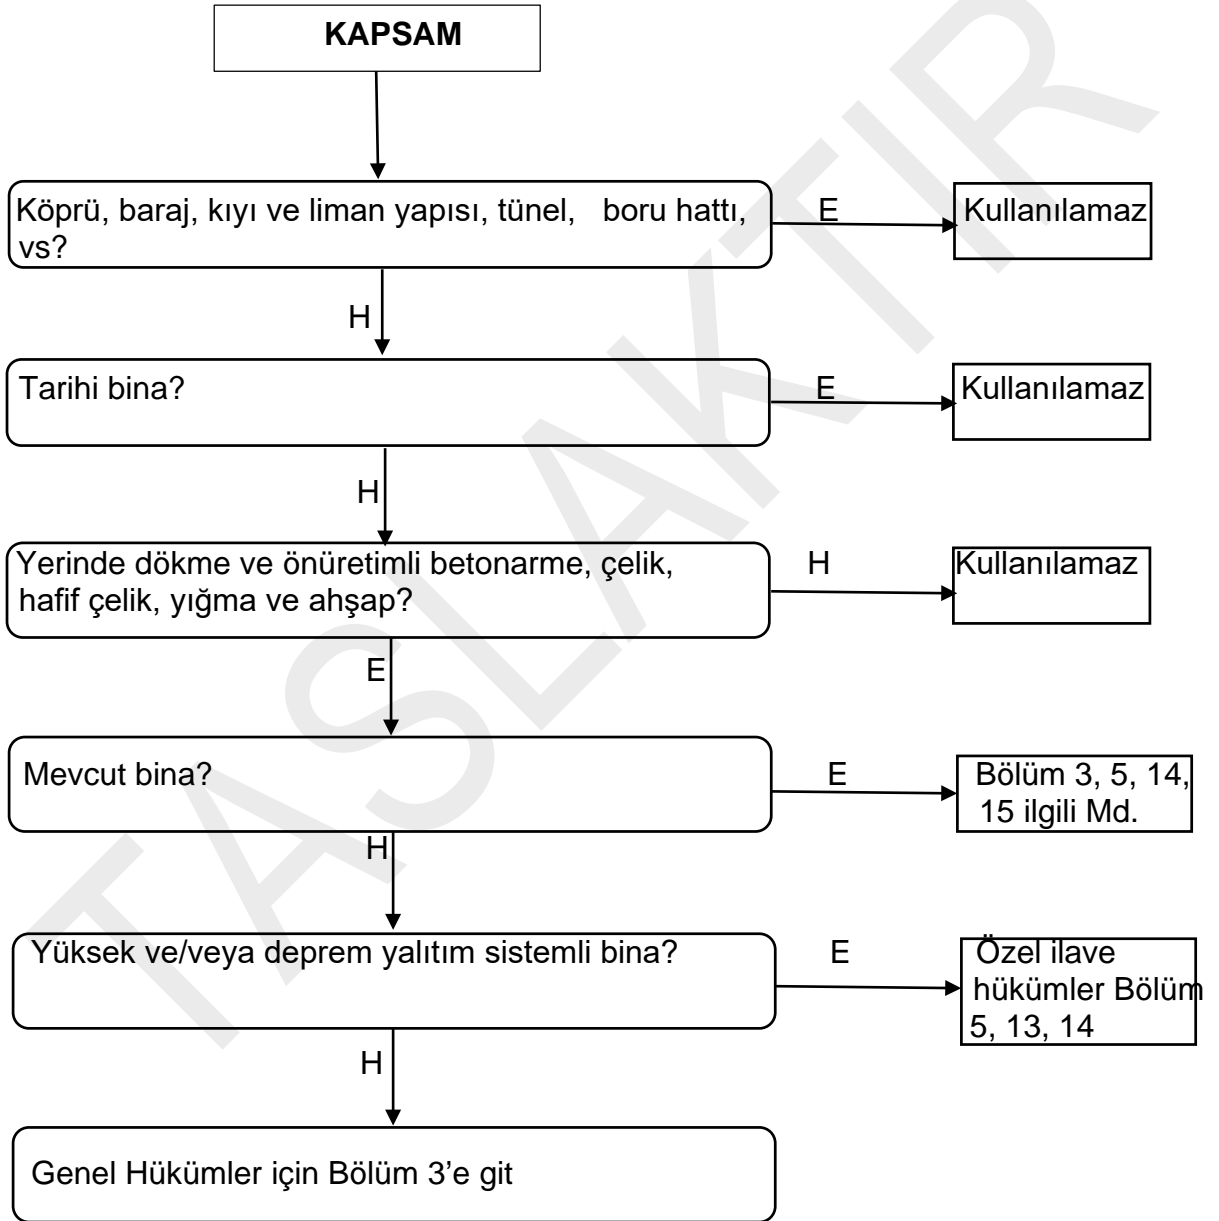 KAPSAM
Köprü, baraj, kıyı ve liman yapısı, tünel, boru hattı,
vs?
E
Kullanılamaz
H
Tarihi bina?
E
Kullanılamaz
H
Yerinde dökme ve önüretimli betonarme, çelik,
hafif çelik, yığma ve ahşap?
H
Kullanılamaz
E
Mevcut bina?
E
Bölüm 3, 5, 14,
15 ilgili Md.
H
Yüksek ve/veya deprem yalıtım sistemli bina?
E
Özel ilave
hükümler Bölüm
5, 13, 14
H
Genel Hükümler için Bölüm 3’e git
TASLAKTIR